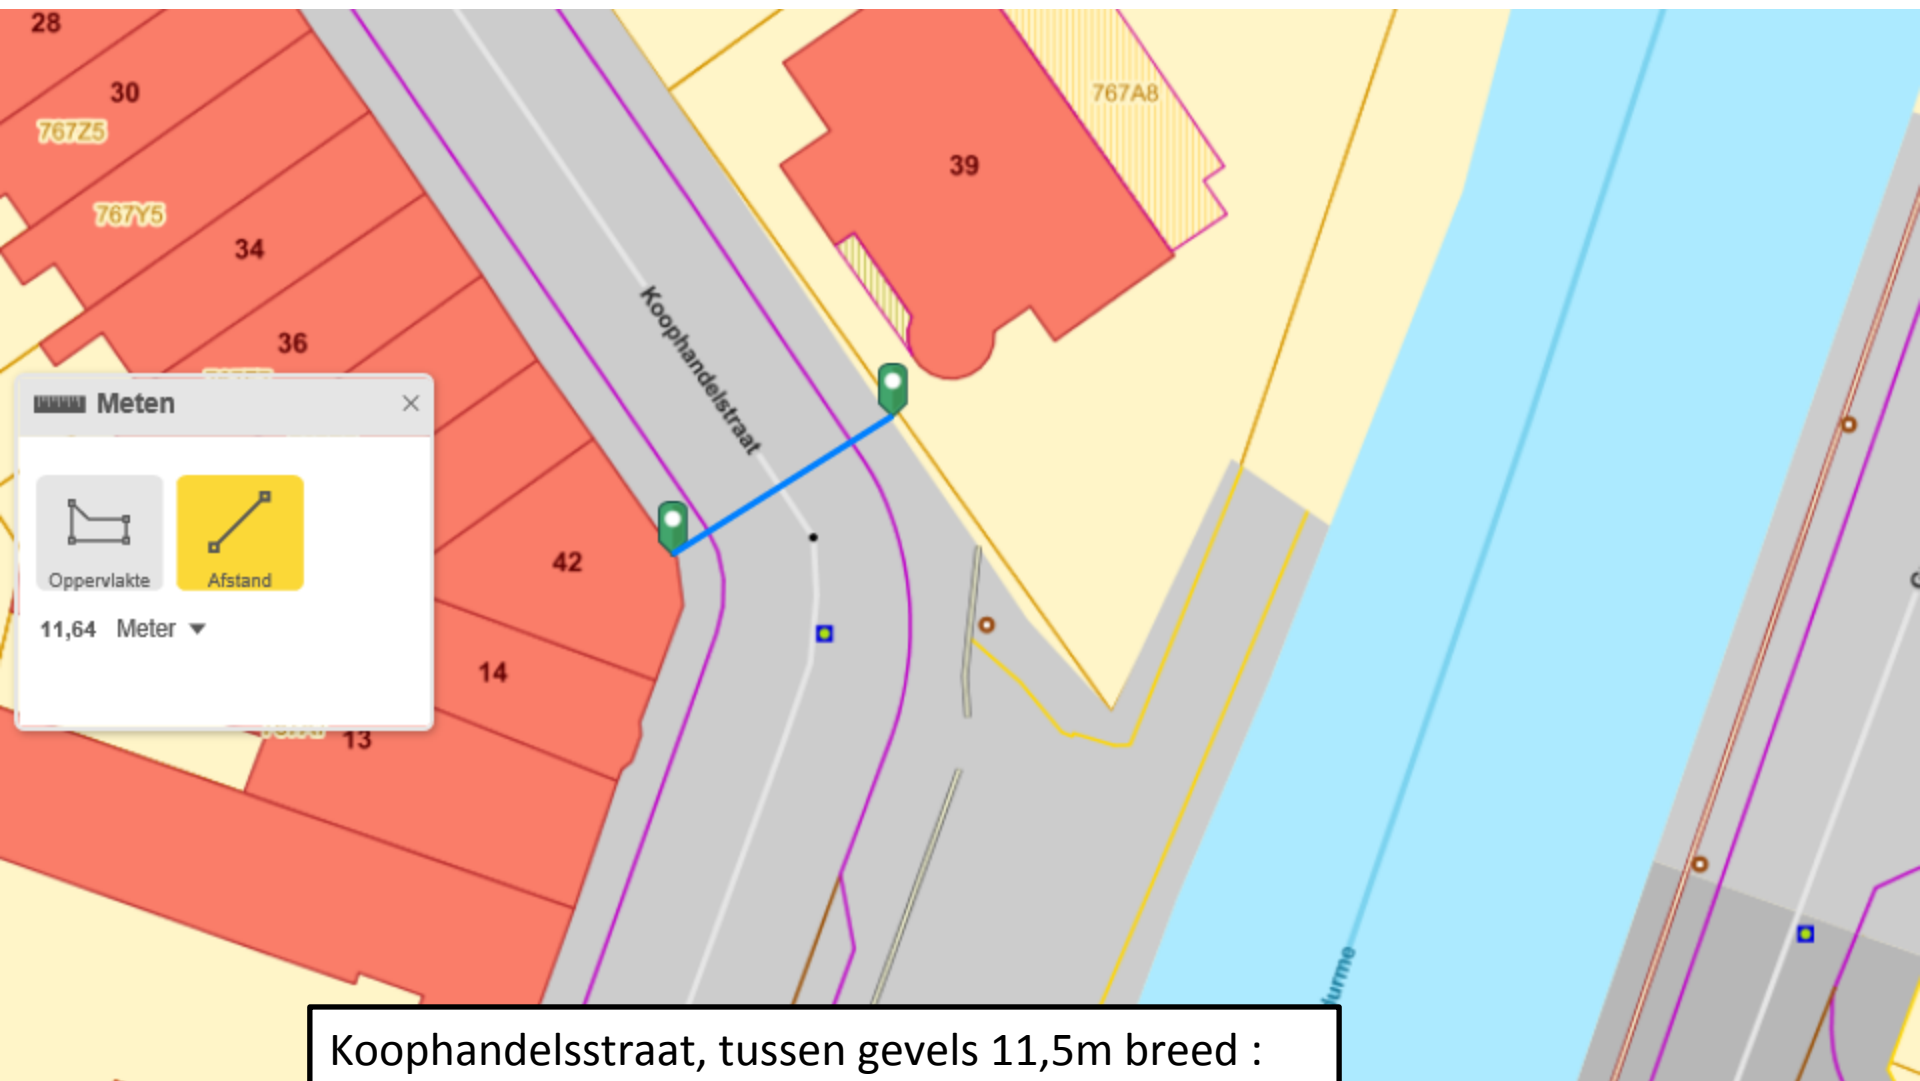 28
30
767Z5
767A8
39
767Y5
34
36
Koophandelstraat
Meten
Oppervlakte
Afstand
42
11,64 Meter
14
13
Koophandelsstraat, tussen gevels 11,5m breed :